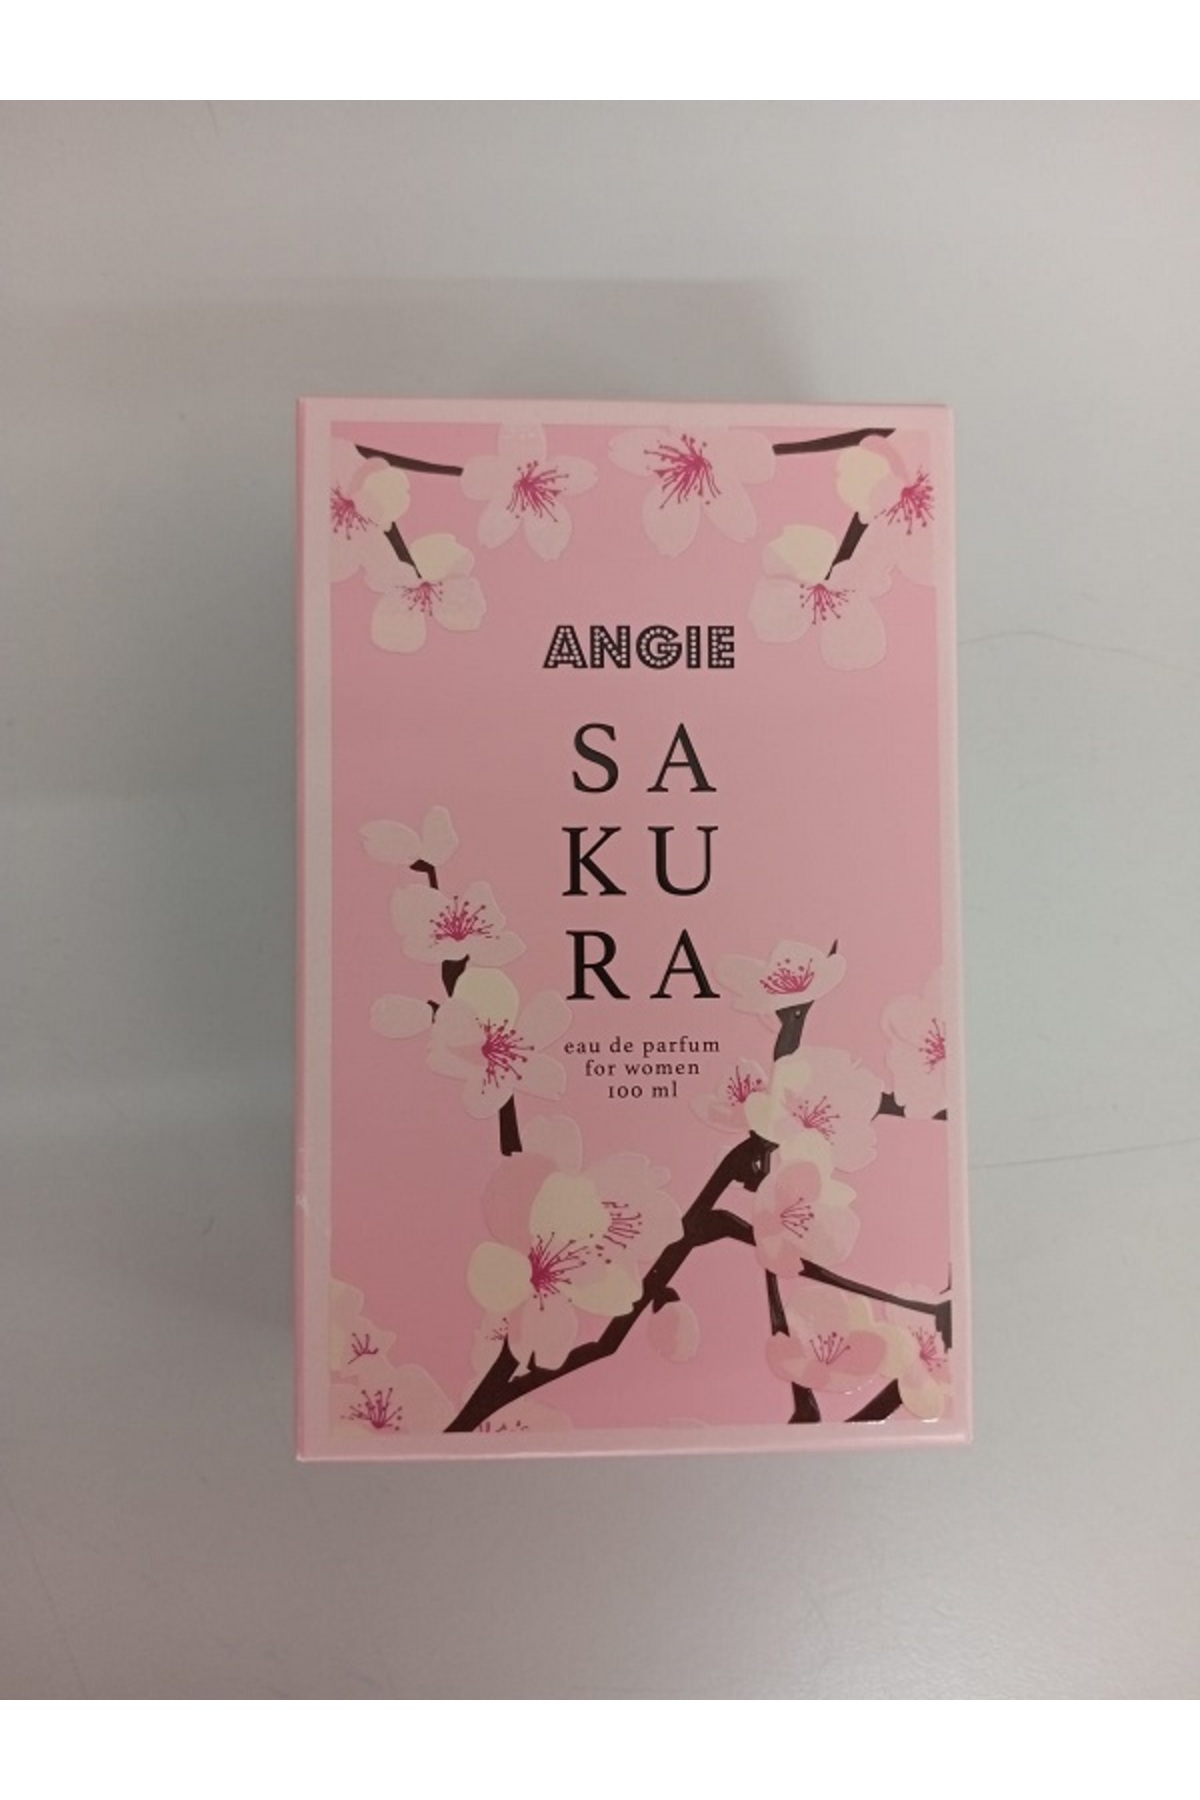 ANGIE
SA
KU
RA
eau de parfum
for women
100 ml